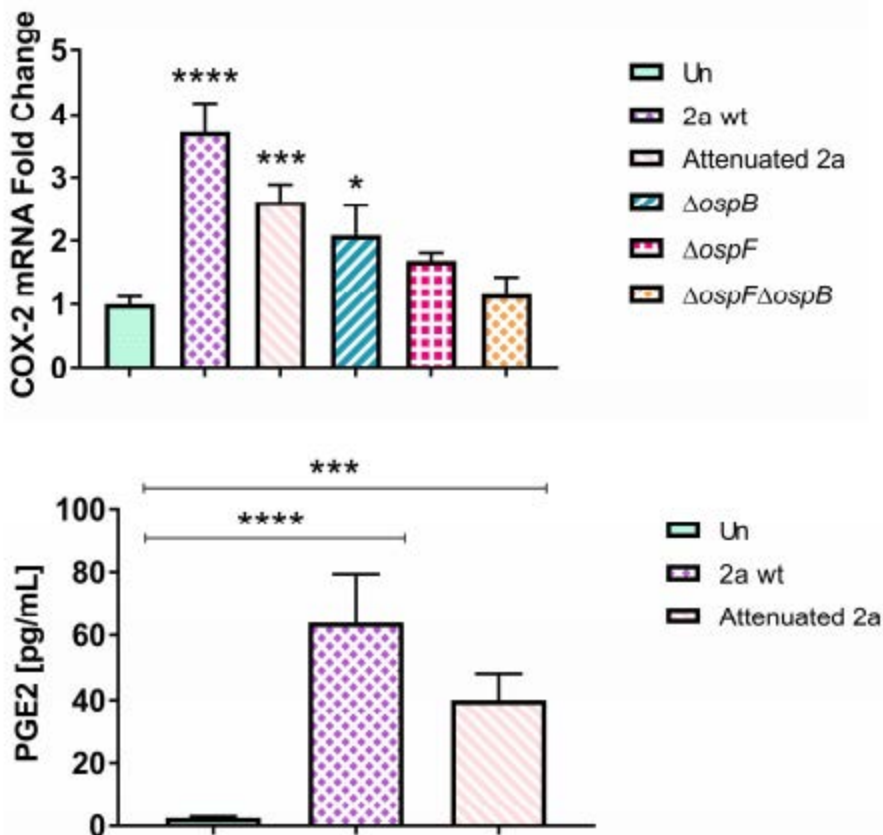 COX-2 mRNA Fold Change
5
4
3
2
1
0
****
***
*
Un
2a wt
Attenuated 2a
ΔospB
ΔospF
ΔospFΔospB
PGE2 [pg/mL]
100
80
60
40
20
0
***
****
Un
2a wt
Attenuated 2a